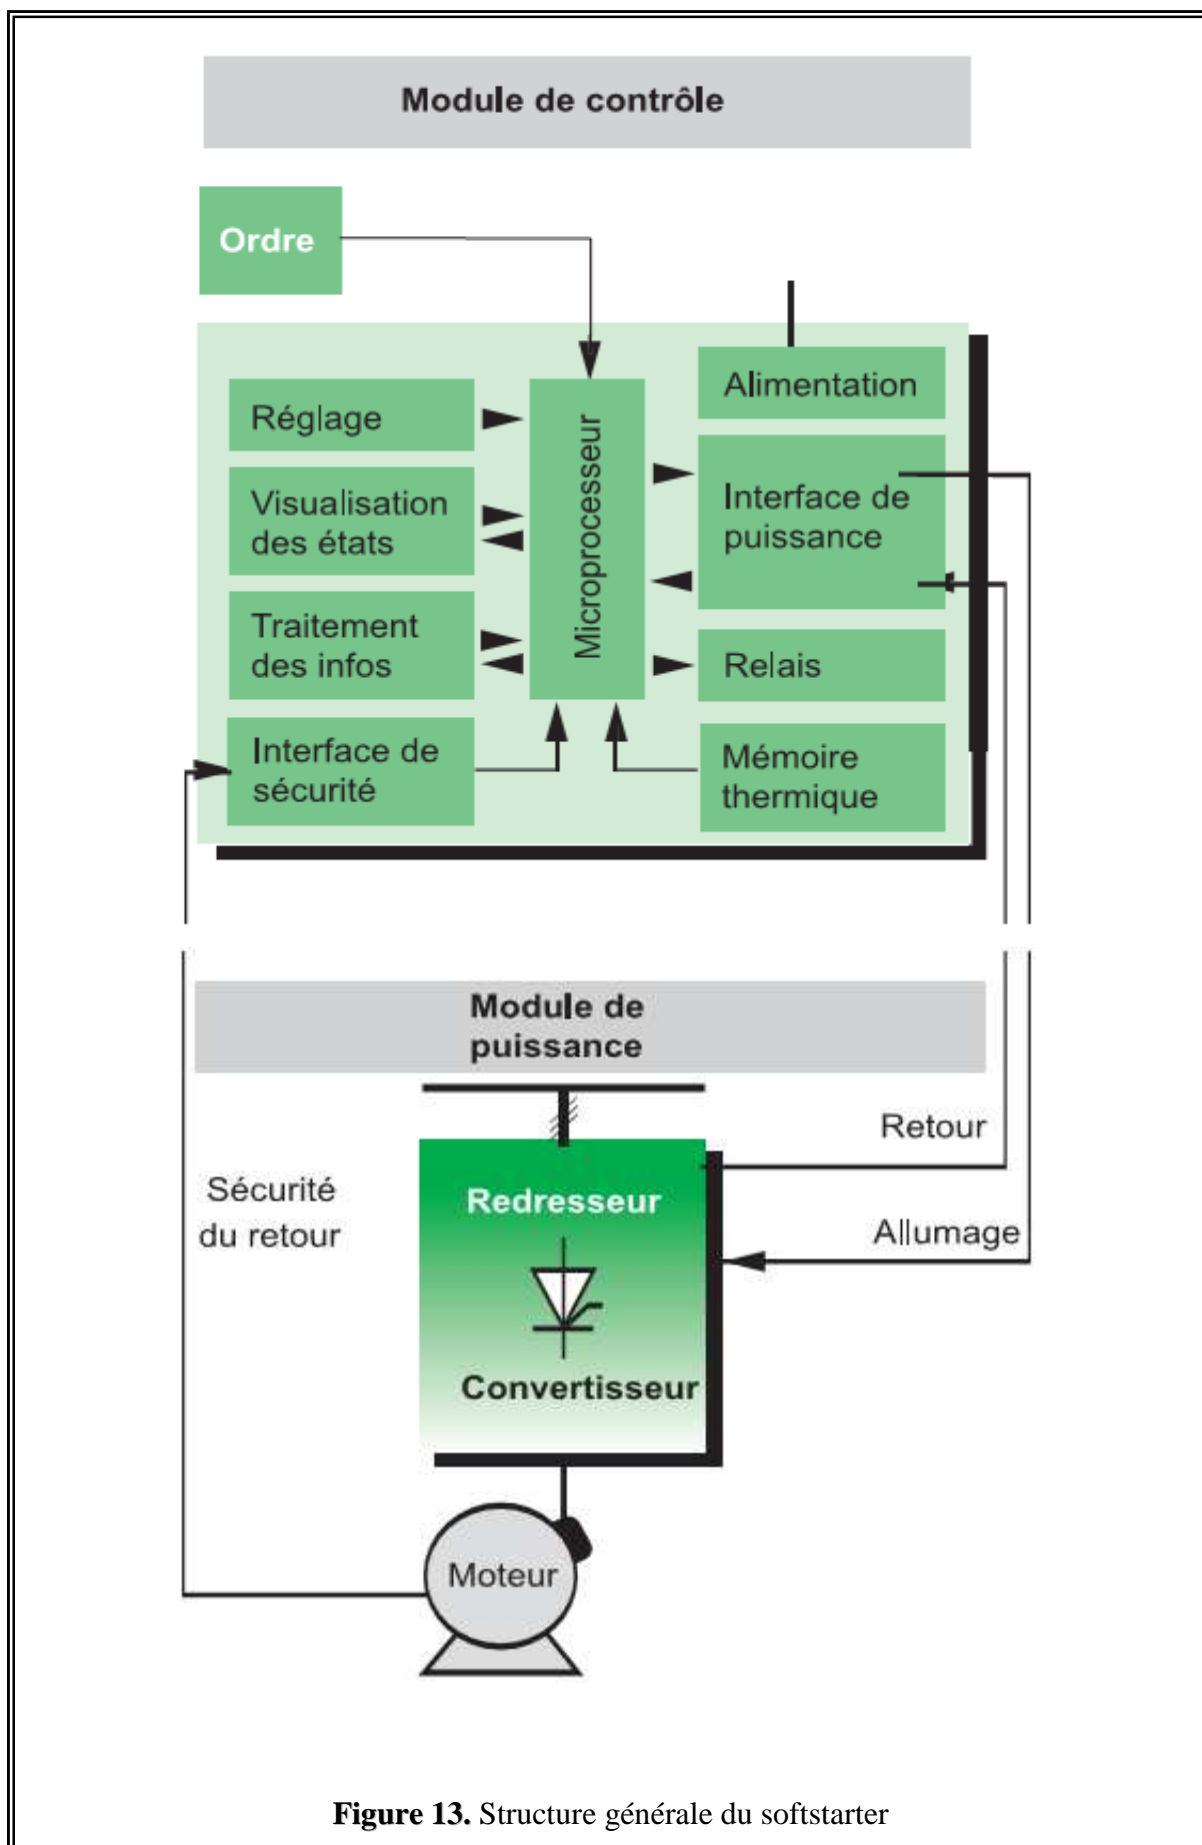 Module de contrôle
Ordre
Réglage
Visualisation
des états
Traitement
des infos
Interface de
sécurité
Microprocesseur
Alimentation
Interface de
puissance
Relais
Mémoire
thermique
Module de
puissance
Sécurité
du retour
Retour
Allumage
Redresseur
Convertisseur
Moteur
Figure 13. Structure générale du softstarter